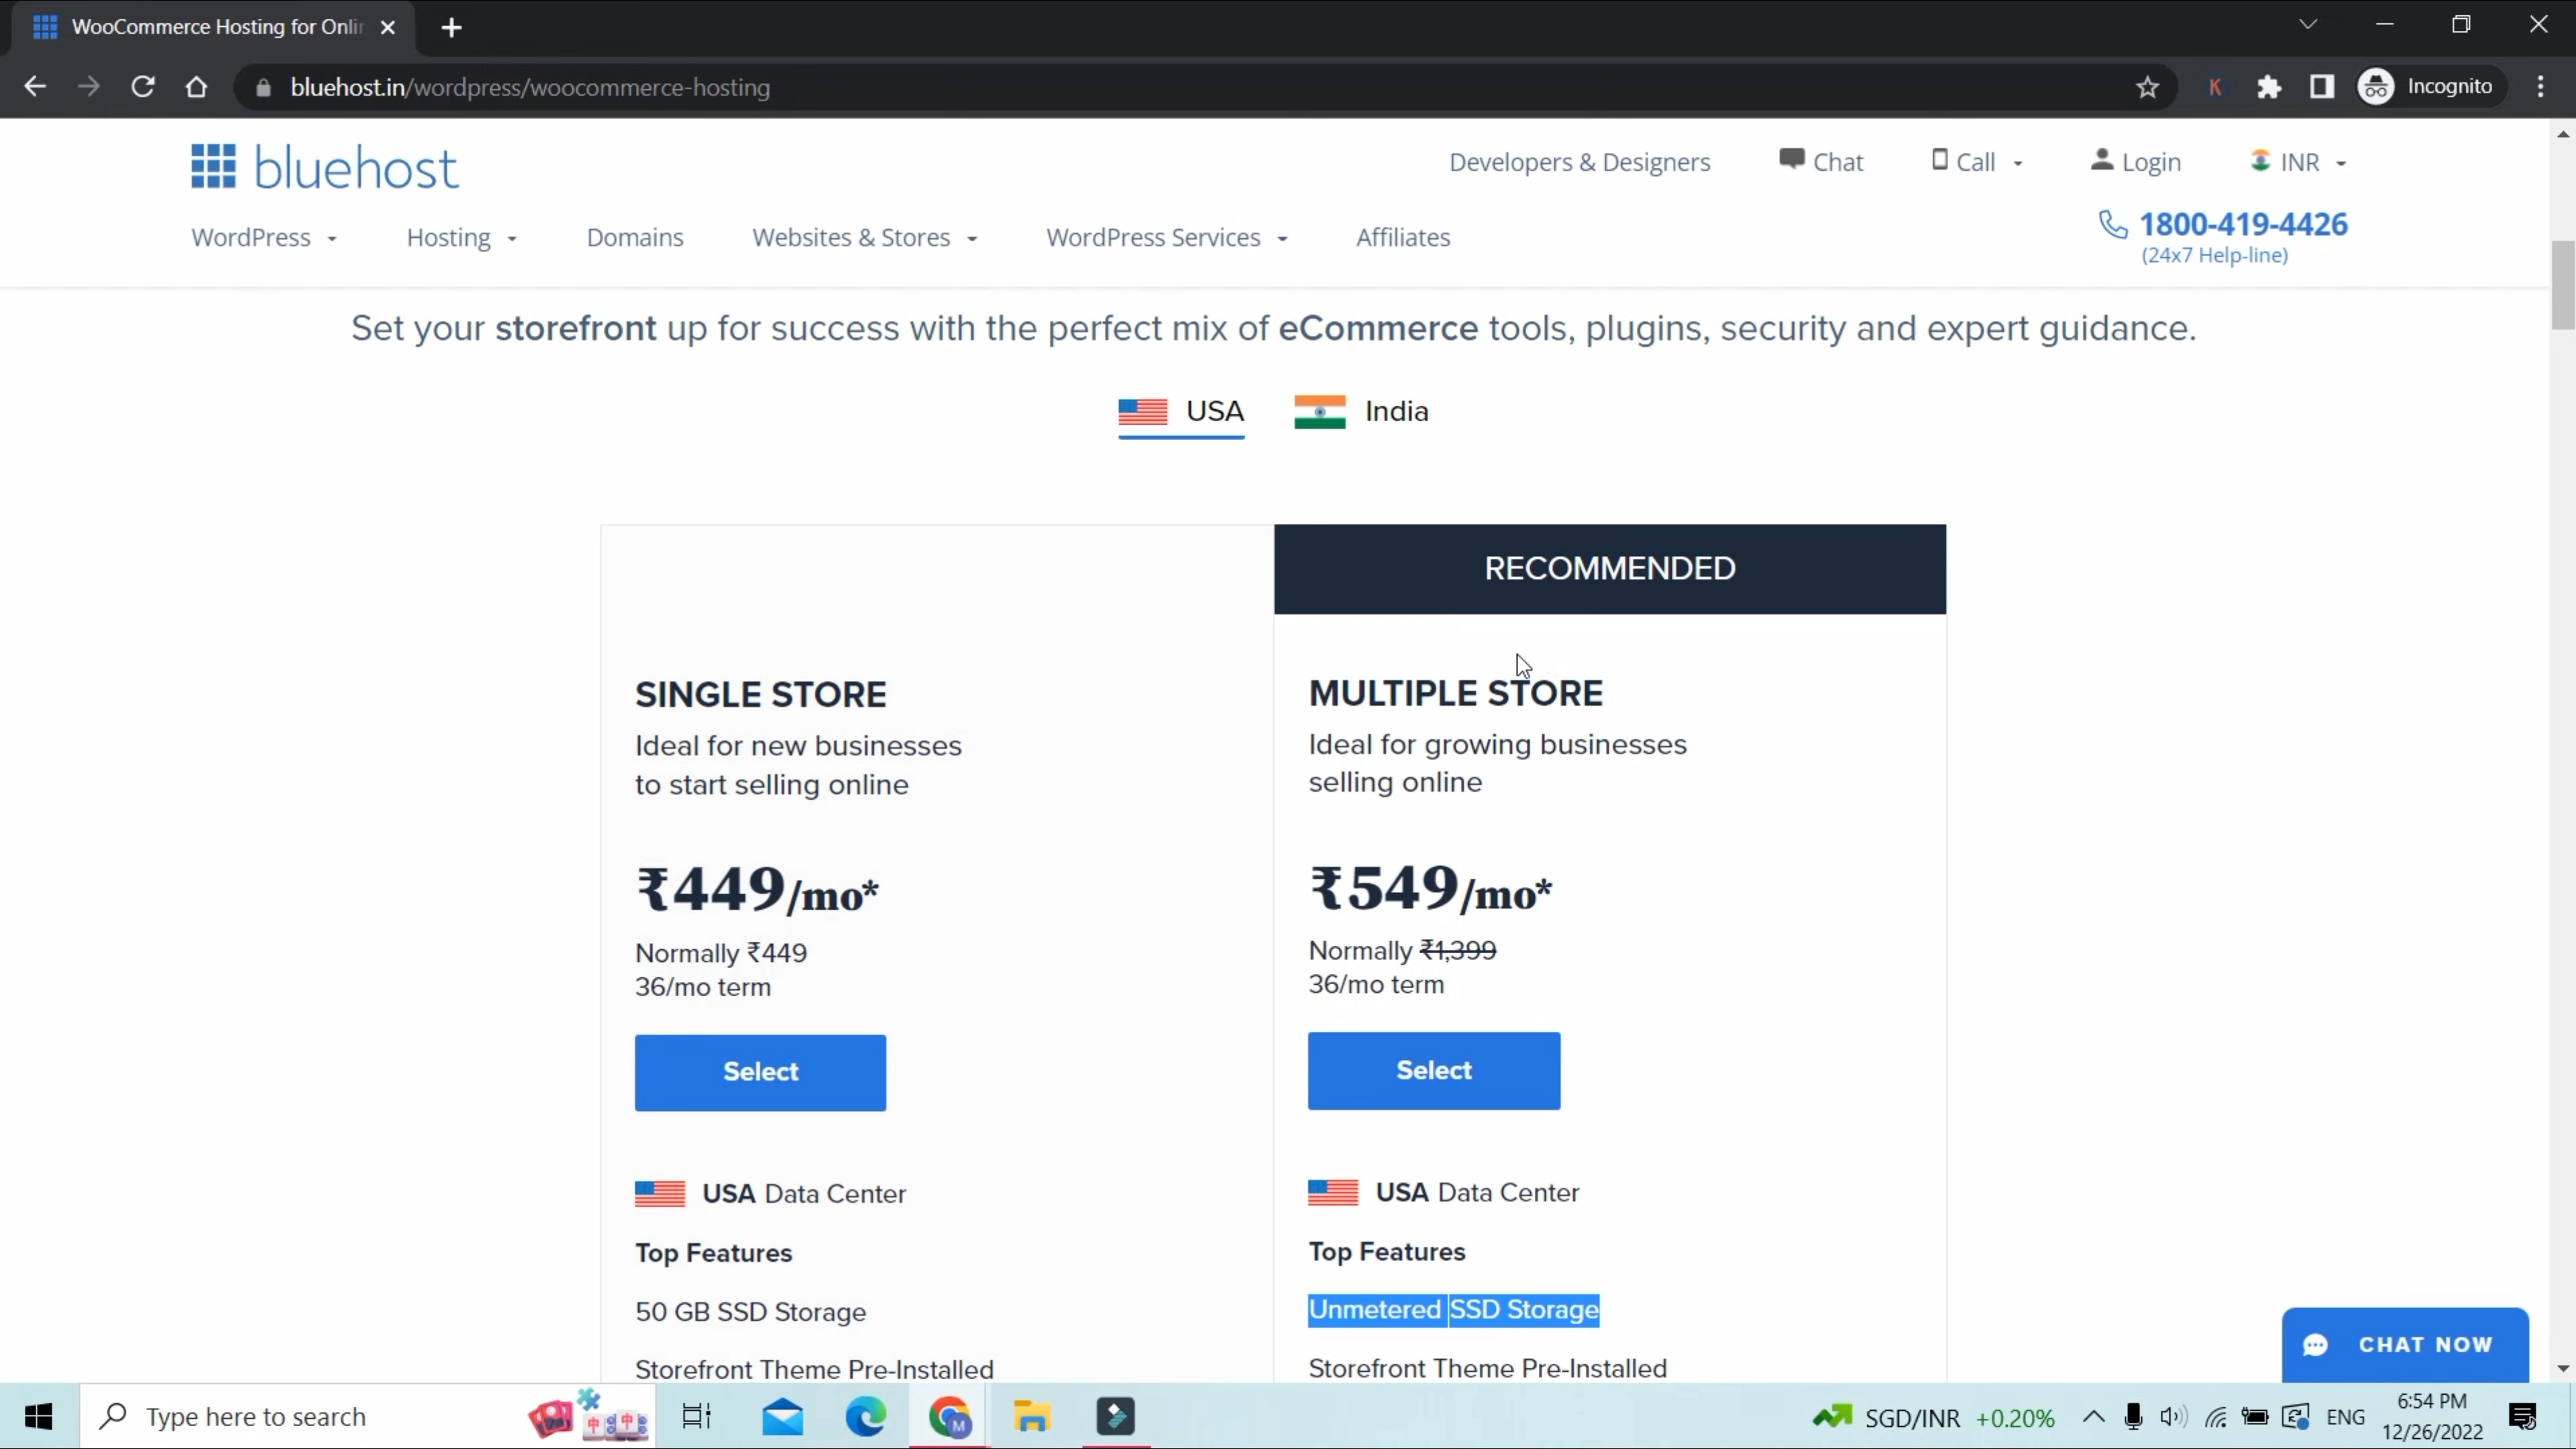 WooCommerce Hosting for Onli
bluehost.in/wordpress/woocommerce-hosting
K
Incognito
bluehost
Developers & Designers
Chat
Call
Login
INR
WordPress
Hosting
Domains
Websites & Stores
WordPress Services
Affiliates
1800-419-4426
(24x7 Help-line)
Set your storefront up for success with the perfect mix of eCommerce tools, plugins, security and expert guidance.
USA
India
RECOMMENDED
SINGLE STORE
Ideal for new businesses
to start selling online
₹449/mo*
Normally ₹449
36/mo term
Select
USA Data Center
Top Features
50 GB SSD Storage
Storefront Theme Pre-Installed
MULTIPLE STORE
Ideal for growing businesses
selling online
₹549/mo*
Normally ₹1,399
36/mo term
Select
USA Data Center
Top Features
Unmetered SSD Storage
Storefront Theme Pre-Installed
CHAT NOW
Type here to search
中 中
M
SGD/INR +0.20%
ENG
6:54 PM
12/26/2022